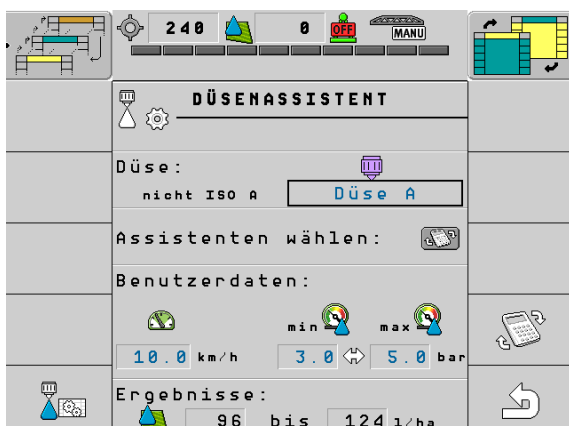 240 0 OFF MANU
DÜSENASSISTENT
Düse:
nicht ISO A Düse A
Assistenten wählen:
Benutzerdaten:
min max
10.0 km/h 3.0 5.0 bar
Ergebnisse:
96 bis 124 l/ha